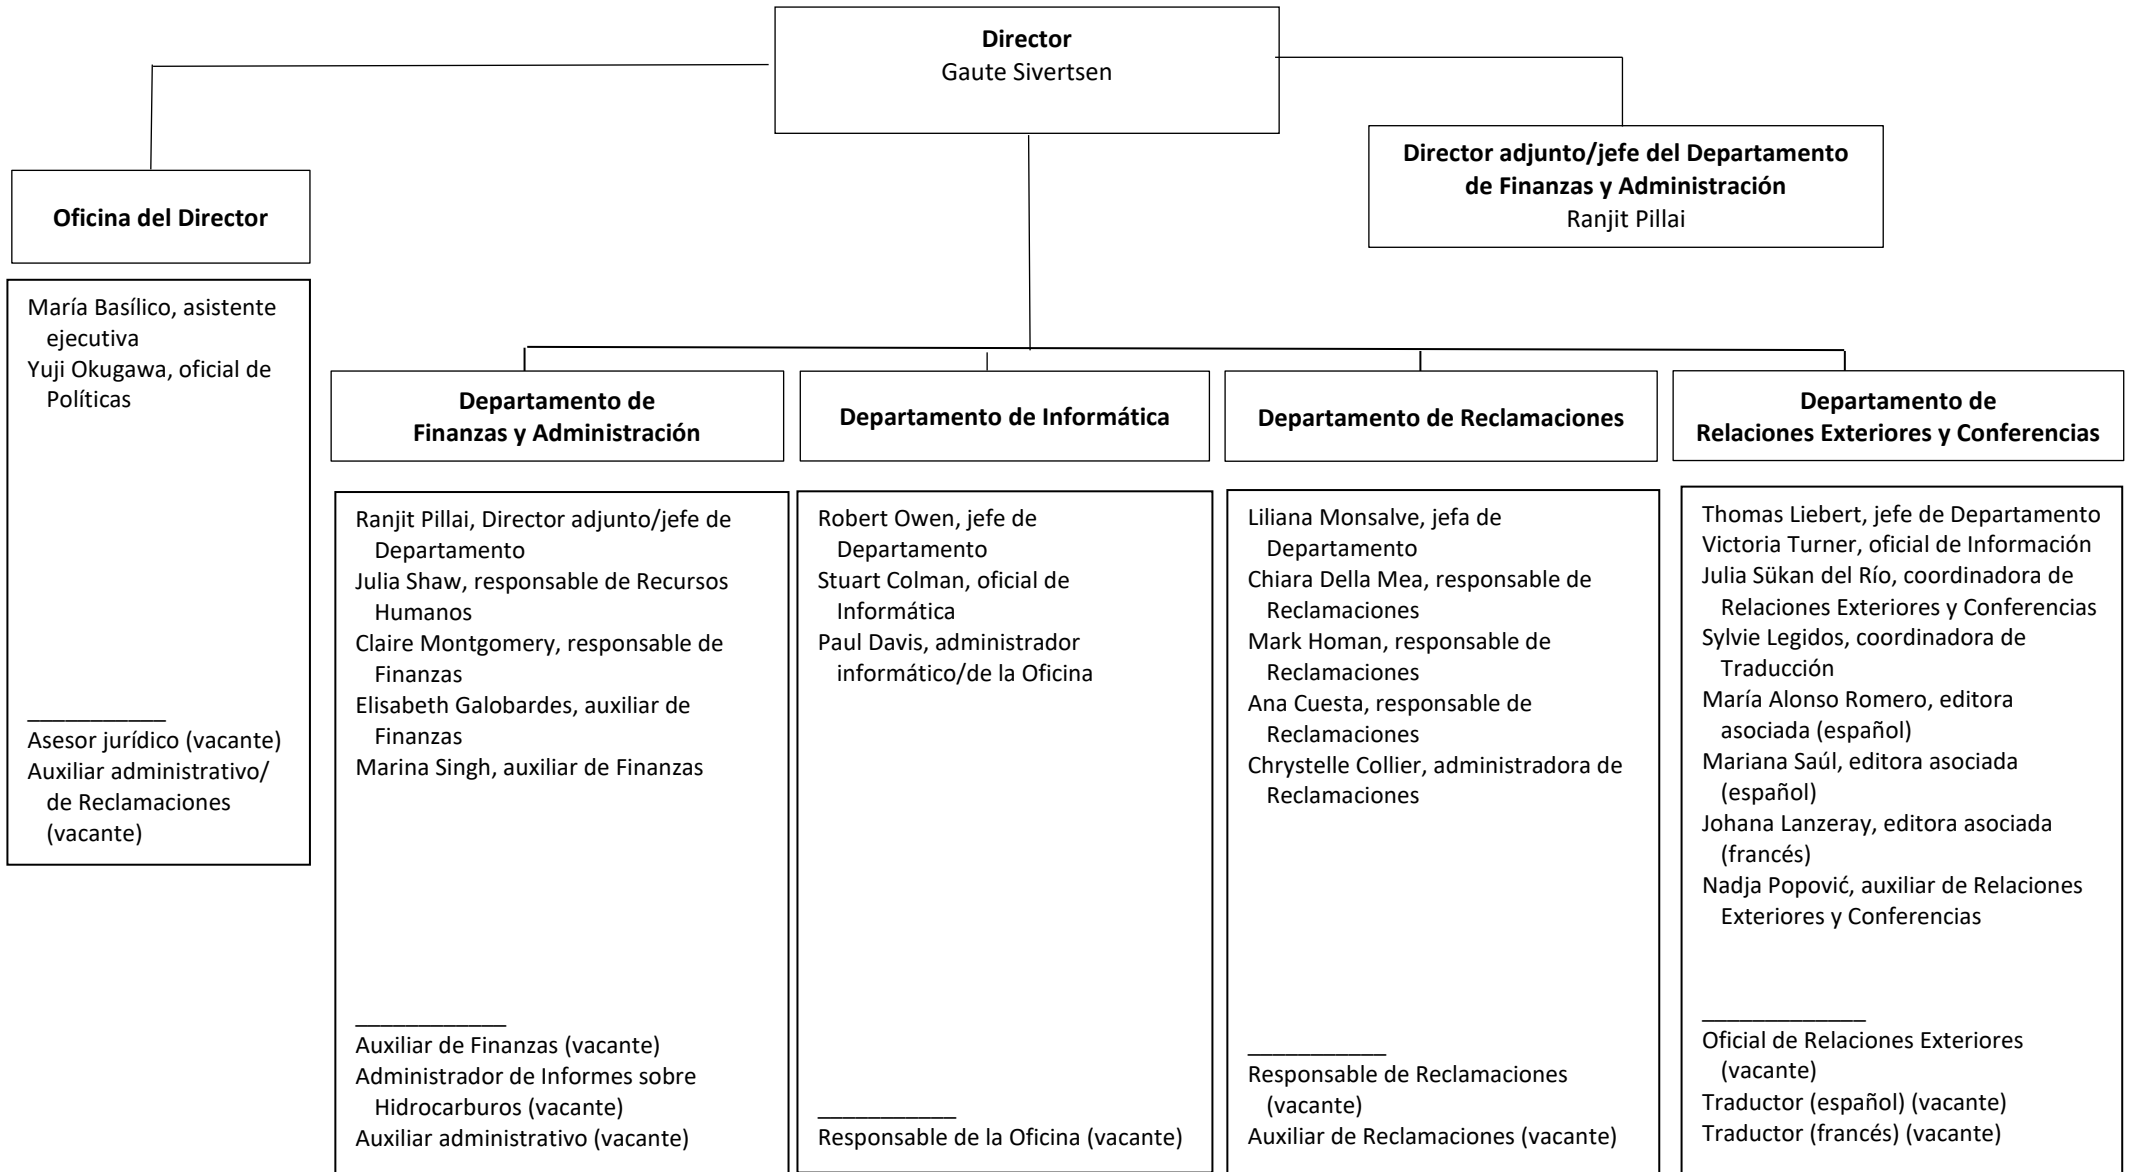 Director
Gaute Sivertsen
Director adjunto/jefe del Departamento
de Finanzas y Administración
Ranjit Pillai
Oficina del Director
María Basílico, asistente
ejecutiva
Yuji Okugawa, oficial de
Políticas
___________
Asesor jurídico (vacante)
Auxiliar administrativo/
de Reclamaciones
(vacante)
Departamento de
Finanzas y Administración
Ranjit Pillai, Director adjunto/jefe de
Departamento
Julia Shaw, responsable de Recursos
Humanos
Claire Montgomery, responsable de
Finanzas
Elisabeth Galobardes, auxiliar de
Finanzas
Marina Singh, auxiliar de Finanzas
____________
Auxiliar de Finanzas (vacante)
Administrador de Informes sobre
Hidrocarburos (vacante)
Auxiliar administrativo (vacante)
Departamento de Informática
Robert Owen, jefe de
Departamento
Stuart Colman, oficial de
Informática
Paul Davis, administrador
informático/de la Oficina
___________
Responsable de la Oficina (vacante)
Departamento de Reclamaciones
Liliana Monsalve, jefa de
Departamento
Chiara Della Mea, responsable de
Reclamaciones
Mark Homan, responsable de
Reclamaciones
Ana Cuesta, responsable de
Reclamaciones
Chrystelle Collier, administradora de
Reclamaciones
___________
Responsable de Reclamaciones
(vacante)
Auxiliar de Reclamaciones (vacante)
Departamento de
Relaciones Exteriores y Conferencias
Thomas Liebert, jefe de Departamento
Victoria Turner, oficial de Información
Julia Sükan del Río, coordinadora de
Relaciones Exteriores y Conferencias
Sylvie Legidos, coordinadora de
Traducción
María Alonso Romero, editora
asociada (español)
Mariana Saúl, editora asociada
(español)
Johana Lanzeray, editora asociada
(francés)
Nadja Popović, auxiliar de Relaciones
Exteriores y Conferencias
_____________
Oficial de Relaciones Exteriores
(vacante)
Traductor (español) (vacante)
Traductor (francés) (vacante)